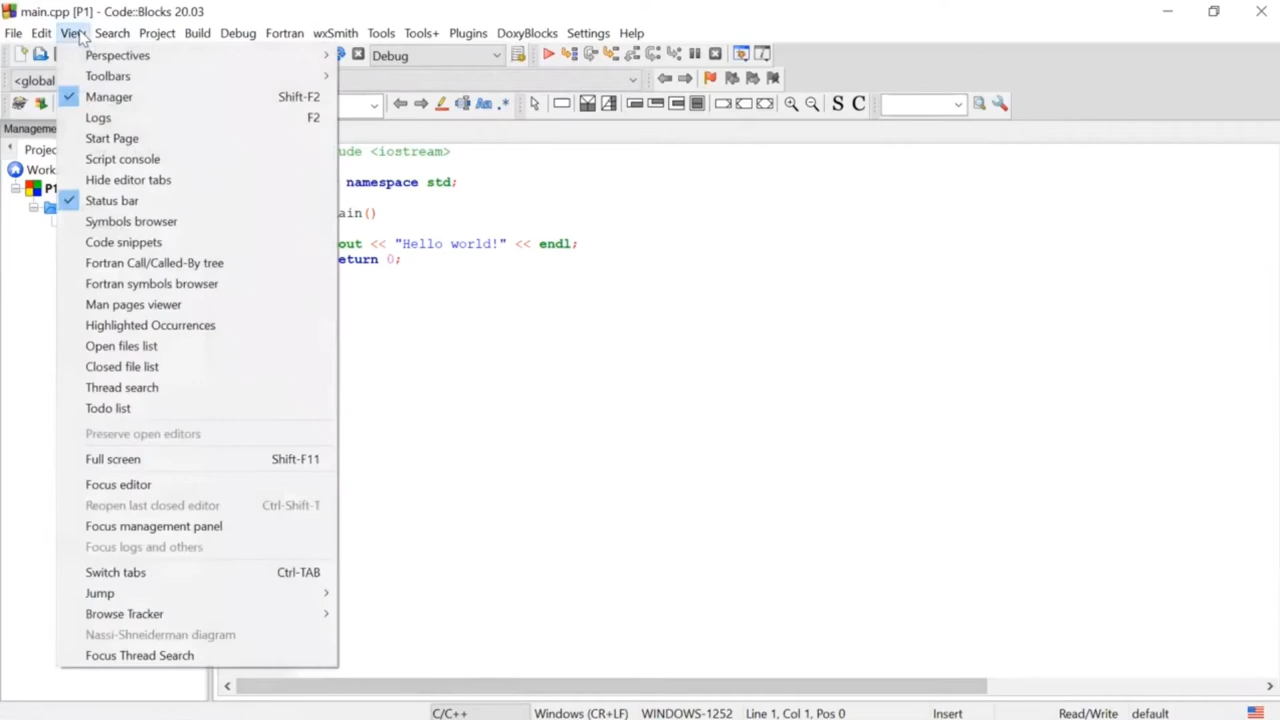 main.cpp [P1] - Code::Blocks 20.03
File Edit View Search Project Build Debug Fortran wxSmith Tools Tools+ Plugins DoxyBlocks Settings Help
Debug
<global
S C
Manageme
Projec
Work
P1
Perspectives
Toolbars
Manager Shift-F2
Logs F2
Start Page
Script console
Hide editor tabs
Status bar
Symbols browser
Code snippets
Fortran Call/Called-By tree
Fortran symbols browser
Man pages viewer
Highlighted Occurrences
Open files list
Closed file list
Thread search
Todo list
Preserve open editors
Full screen Shift-F11
Focus editor
Reopen last closed editor Ctrl-Shift-T
Focus management panel
Focus logs and others
Switch tabs Ctrl-TAB
Jump
Browse Tracker
Nassi-Shneiderman diagram
Focus Thread Search
ude <iostream>
namespace std;
ain()
out << "Hello world!" << endl;
eturn 0;
C/C++ Windows (CR+LF) WINDOWS-1252 Line 1, Col 1, Pos 0 Insert Read/Write default